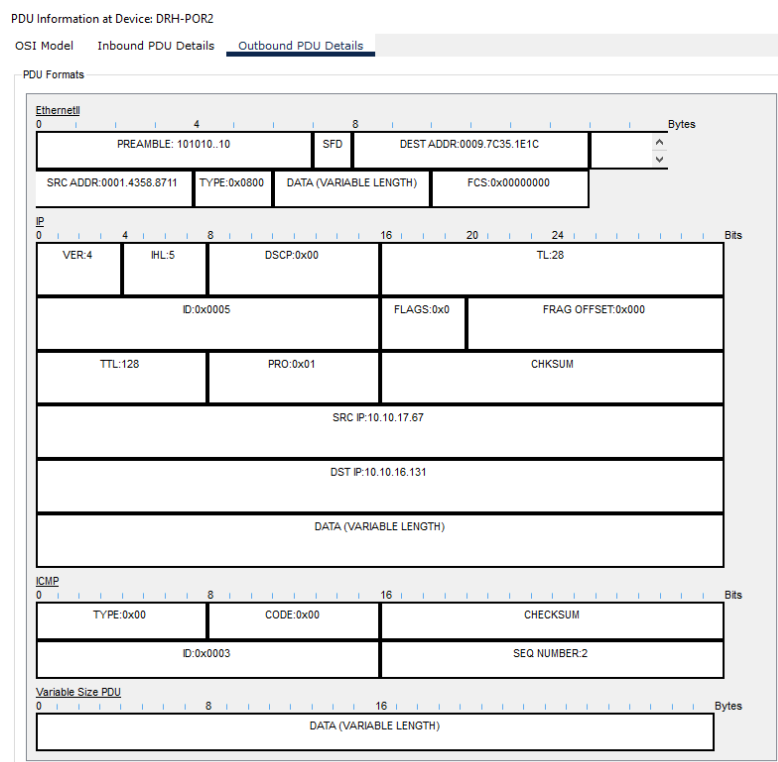 PDU Information at Device: DRH-POR2
OSI Model Inbound PDU Details Outbound PDU Details
PDU Formats
EthernetII
0 4 8 Bytes
PREAMBLE: 101010..10 SFD DEST ADDR:0009.7C35.1E1C
SRC ADDR:0001.4358.8711 TYPE:0x0800 DATA (VARIABLE LENGTH) FCS:0x00000000
IP
0 4 8 16 20 24 Bits
VER:4 IHL:5 DSCP:0x00 TL:28
ID:0x0005 FLAGS:0x0 FRAG OFFSET:0x000
TTL:128 PRO:0x01 CHKSUM
SRC IP:10.10.17.67
DST IP:10.10.16.131
DATA (VARIABLE LENGTH)
ICMP
0 8 16 Bits
TYPE:0x00 CODE:0x00 CHECKSUM
ID:0x0003 SEQ NUMBER:2
Variable Size PDU
0 8 16 Bytes
DATA (VARIABLE LENGTH)